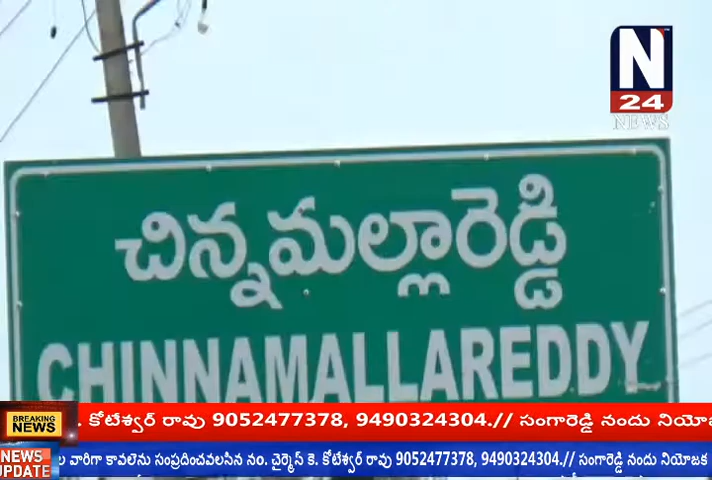 N
24
NEWS
చిన్నమల్లారెడ్డి
CHINNAMALLAREDDY
BREAKING
NEWS
. కోటేశ్వర్ రావు 9052477378, 9490324304.// సంగారెడ్డి నందు
NEWS
UPDATE
వారిగా కావలెను సంప్రదించవలసిన నం. చైర్మెన్ కె. కోటేశ్వర్ రావు 9052477378, 9490324304.// సంగారెడ్డి నందు నియోజక